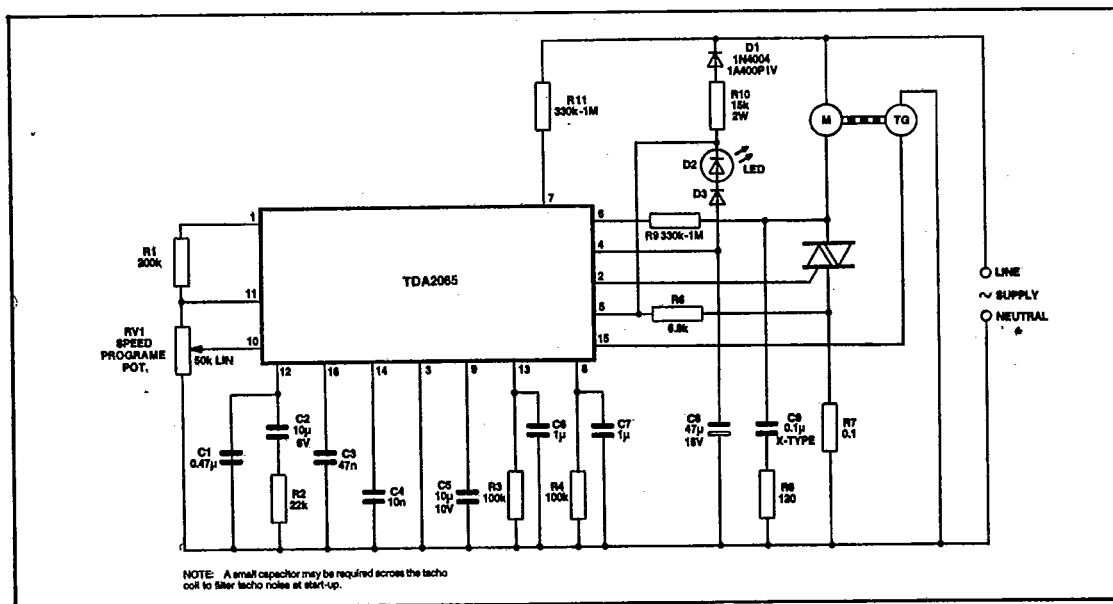 D1
1N4004
1A400PIV
R11
330k-1M
R10
15k
2W
M
TG
D2
LED
D3
7
1
6
R9 330k-1M
R1
200k
4
TDA2085
2
LINE
11
SUPPLY
5
R6
6.8k
NEUTRAL
*
RV1
SPEED
PROGRAME
POT.
10
50k LIN
15
12
16
14
3
9
13
8
C1
0.47µ
C2
10µ
6V
C3
47n
C4
10n
C5
10µ
10V
R3
100k
C6
1µ
R4
100k
C7
1µ
47µ
16V
C9
0.1µ
X-TYPE
R7
0.1
R2
22k
120
NOTE: A small capacitor may be required across the tacho
coil to filter tacho noise at start-up.